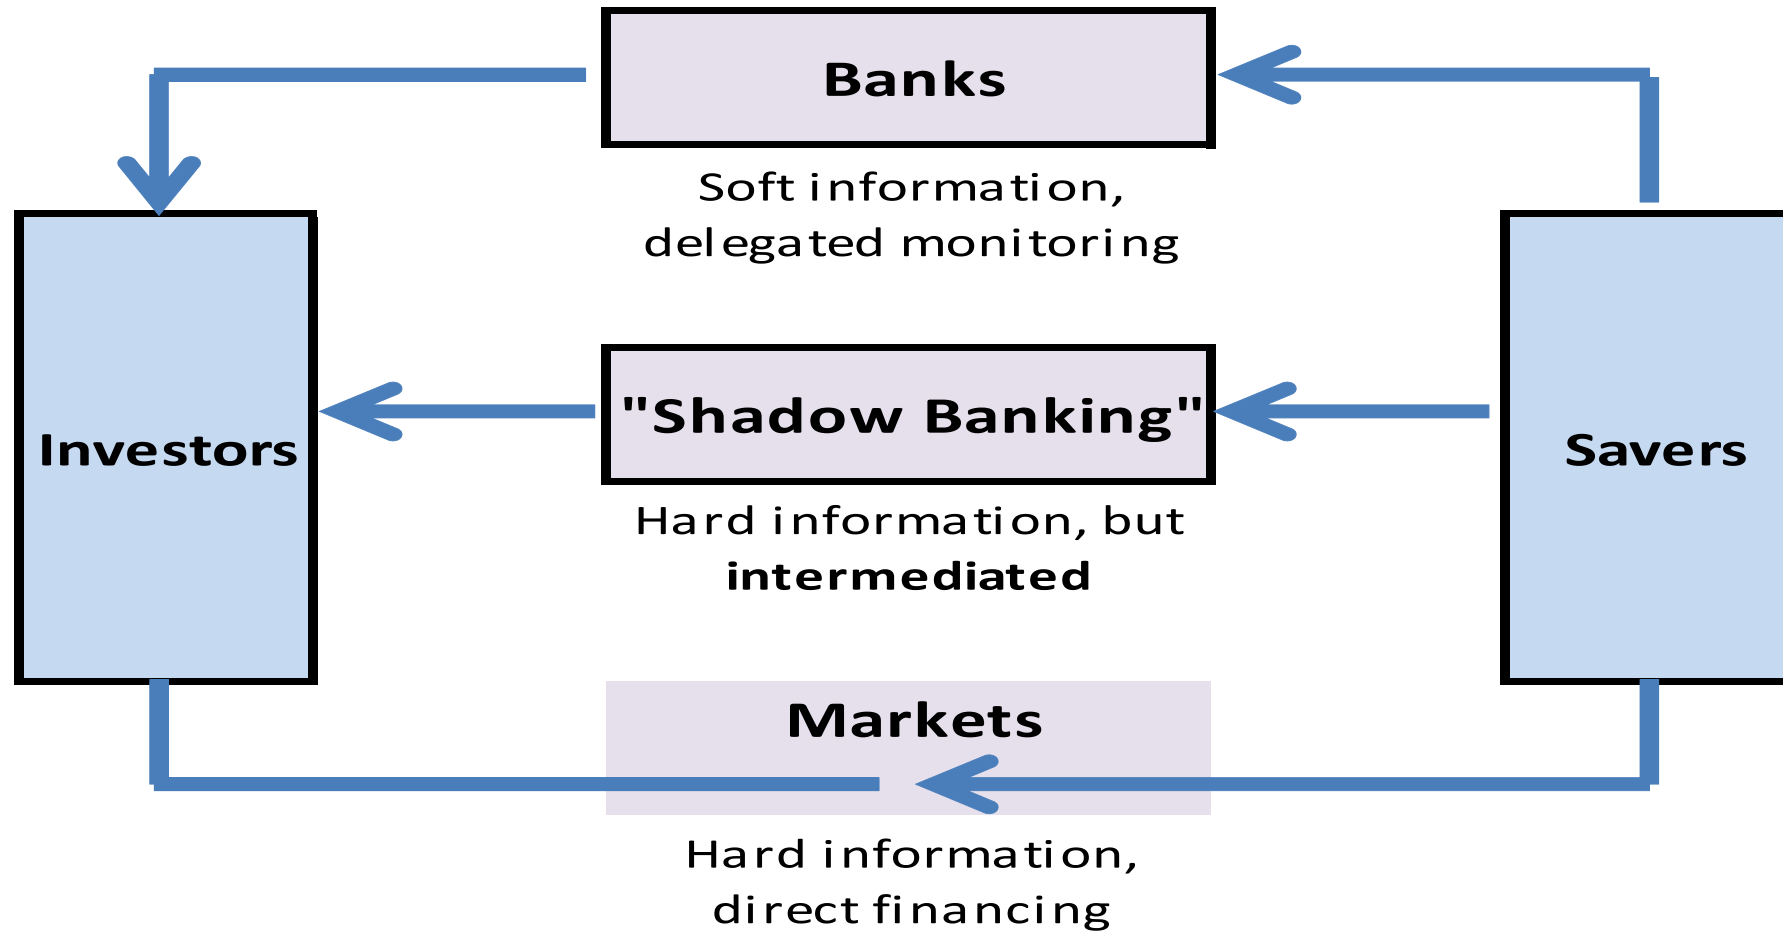 Banks
Soft information,
delegated monitoring
"Shadow Banking"
Investors
Savers
Hard information, but
intermediated
Markets
Hard information,
direct financing